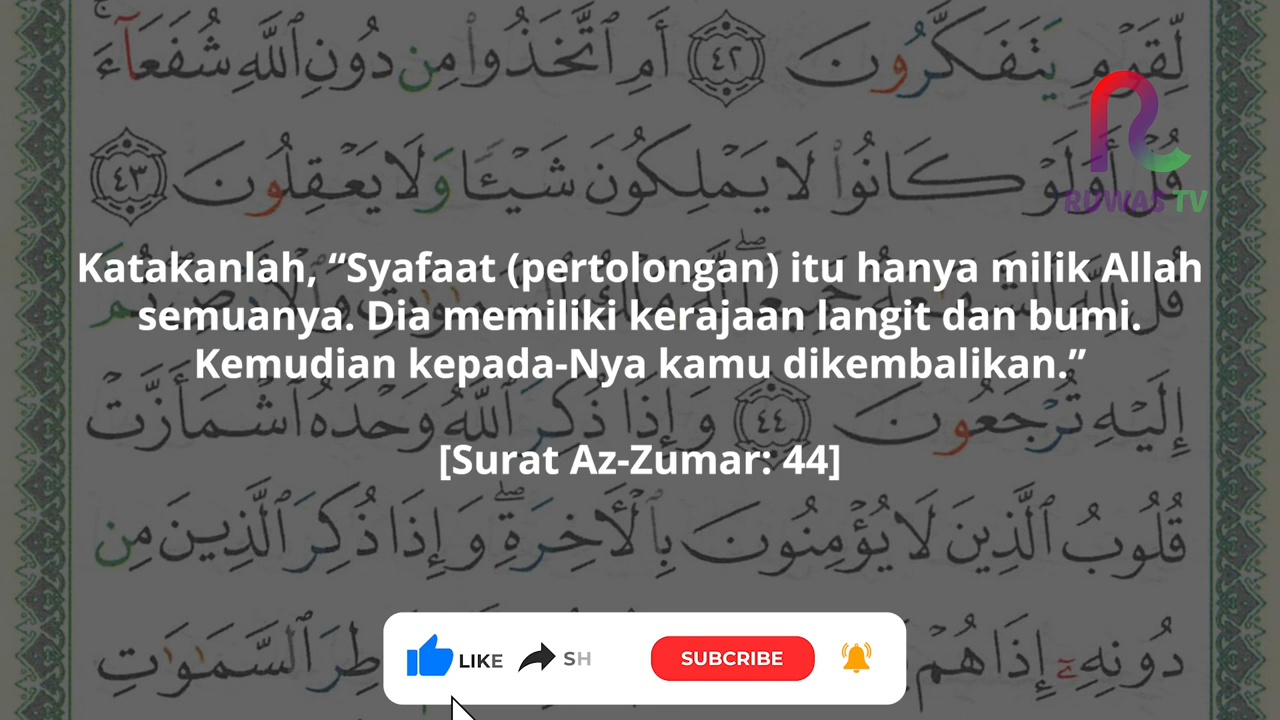 لِّقَوْمٍ يَتَفَكَّرُونَ ٤٢ أَمِ ٱتَّخَذُوا۟ مِن دُونِ ٱللَّهِ شُفَعَآءَ
قُلْ أَوَلَوْ كَانُوا۟ لَا يَمْلِكُونَ شَيْـًٔا وَلَا يَعْقِلُونَ ٤٣
RUWAS TV
Katakanlah, “Syafaat (pertolongan) itu hanya milik Allah
semuanya. Dia memiliki kerajaan langit dan bumi.
Kemudian kepada-Nya kamu dikembalikan.”
إِلَيْهِ تُرْجَعُونَ ٤٤ وَإِذَا ذُكِرَ ٱللَّهُ وَحْدَهُ ٱشْمَأَزَّتْ
[Surat Az-Zumar: 44]
قُلُوبُ ٱلَّذِينَ لَا يُؤْمِنُونَ بِٱلْـَٔاخِرَةِ ۖ وَإِذَا ذُكِرَ ٱلَّذِينَ مِن
دُونِهِۦٓ إِذَا هُمْ ٱلسَّمَـٰوَٰتِ
LIKE SH SUBCRIBE